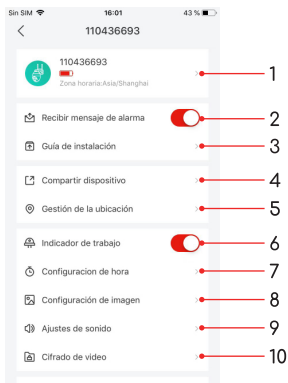 Sin SIM 16:01 43 %
110436693
110436693
Zona horaria:Asia/Shanghai
1
Recibir mensaje de alarma 2
Guía de instalación 3
Compartir dispositivo 4
Gestión de la ubicación 5
Indicador de trabajo 6
Configuracion de hora 7
Configuración de imagen 8
Ajustes de sonido 9
Cifrado de video 10